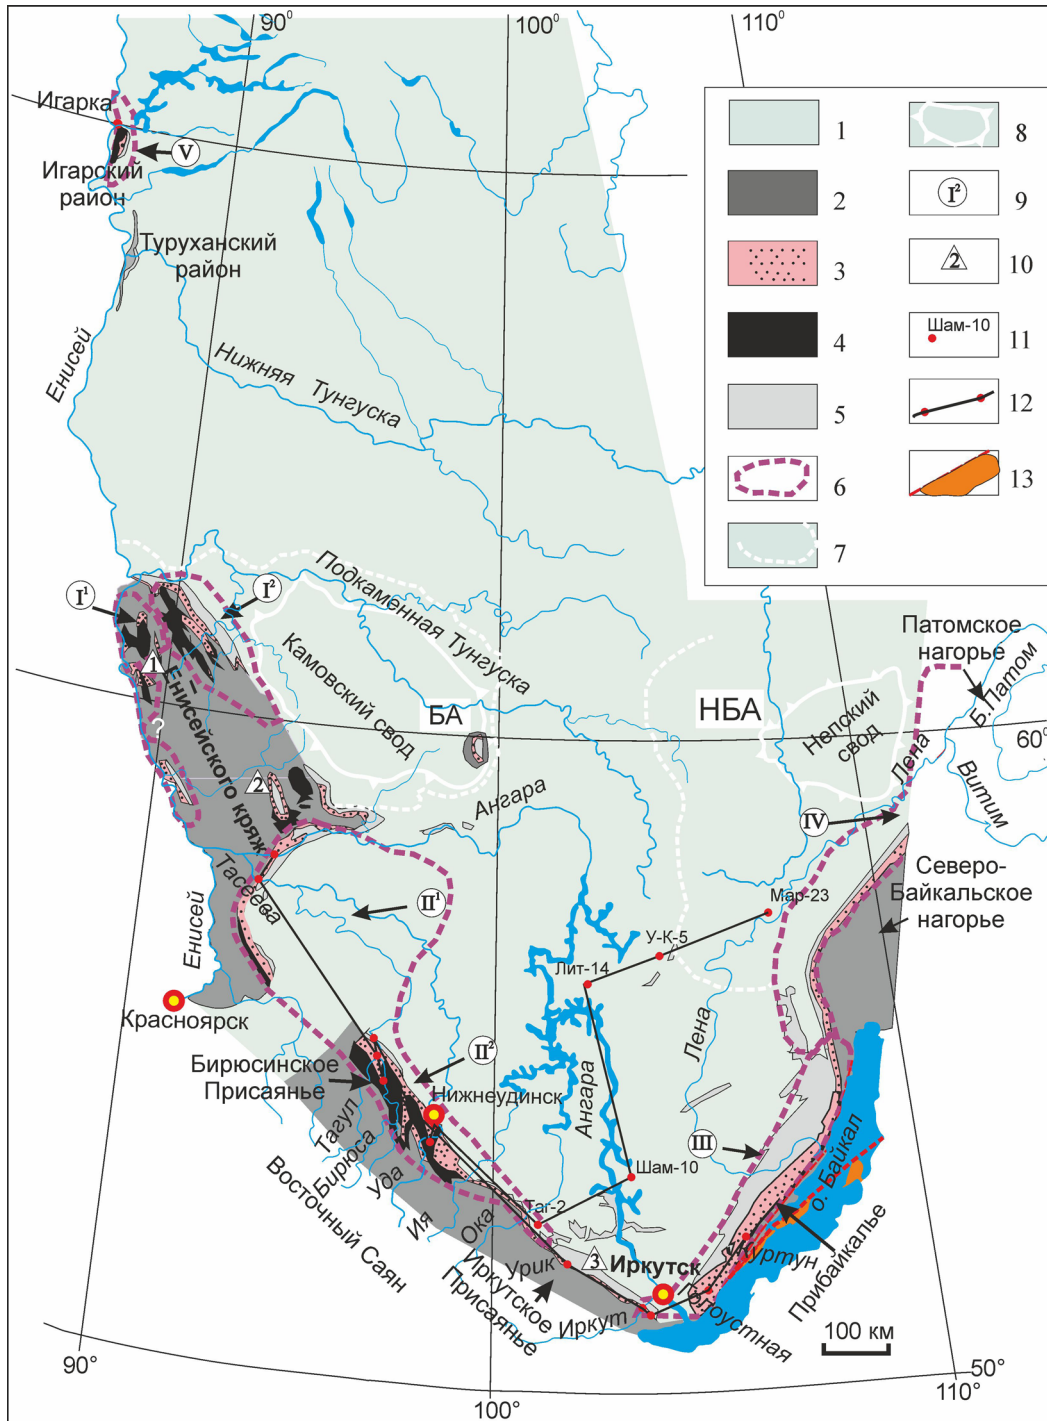 90⁰
100⁰
110⁰
Игарка
V
Игарский
район
Туруханский
район
Енисей
Нижняя Тунгуска
1
2
3
4
5
6
7
8
I² 9
2 10
Шам-10 11
12
13
I¹
I²
Подкаменная Тунгуска
Камовский свод
БА
НБА
Непский
свод
Патомское
нагорье
Б.Патом
60⁰
Лена
Витим
1
Енисейского кряж
?
2
Ангара
IV
Северо-
Байкальское
нагорье
Тасеева
II¹
Мар-23
У-К-5
Лит-14
Енисей
Красноярск
Лена
Ангара
II²
Бирюсинское
Присаянье
Нижнеудинск
III
Тагул
Бирюса
Уда
Ия
Ока
Восточный Саян
Шам-10
Таг-2
о. Байкал
Урик
3
Иркутск
Куртун
Прибайкалье
Иркутское
Присаянье
Иркут
Голоустная
100 км
90°
100°
50°
110°